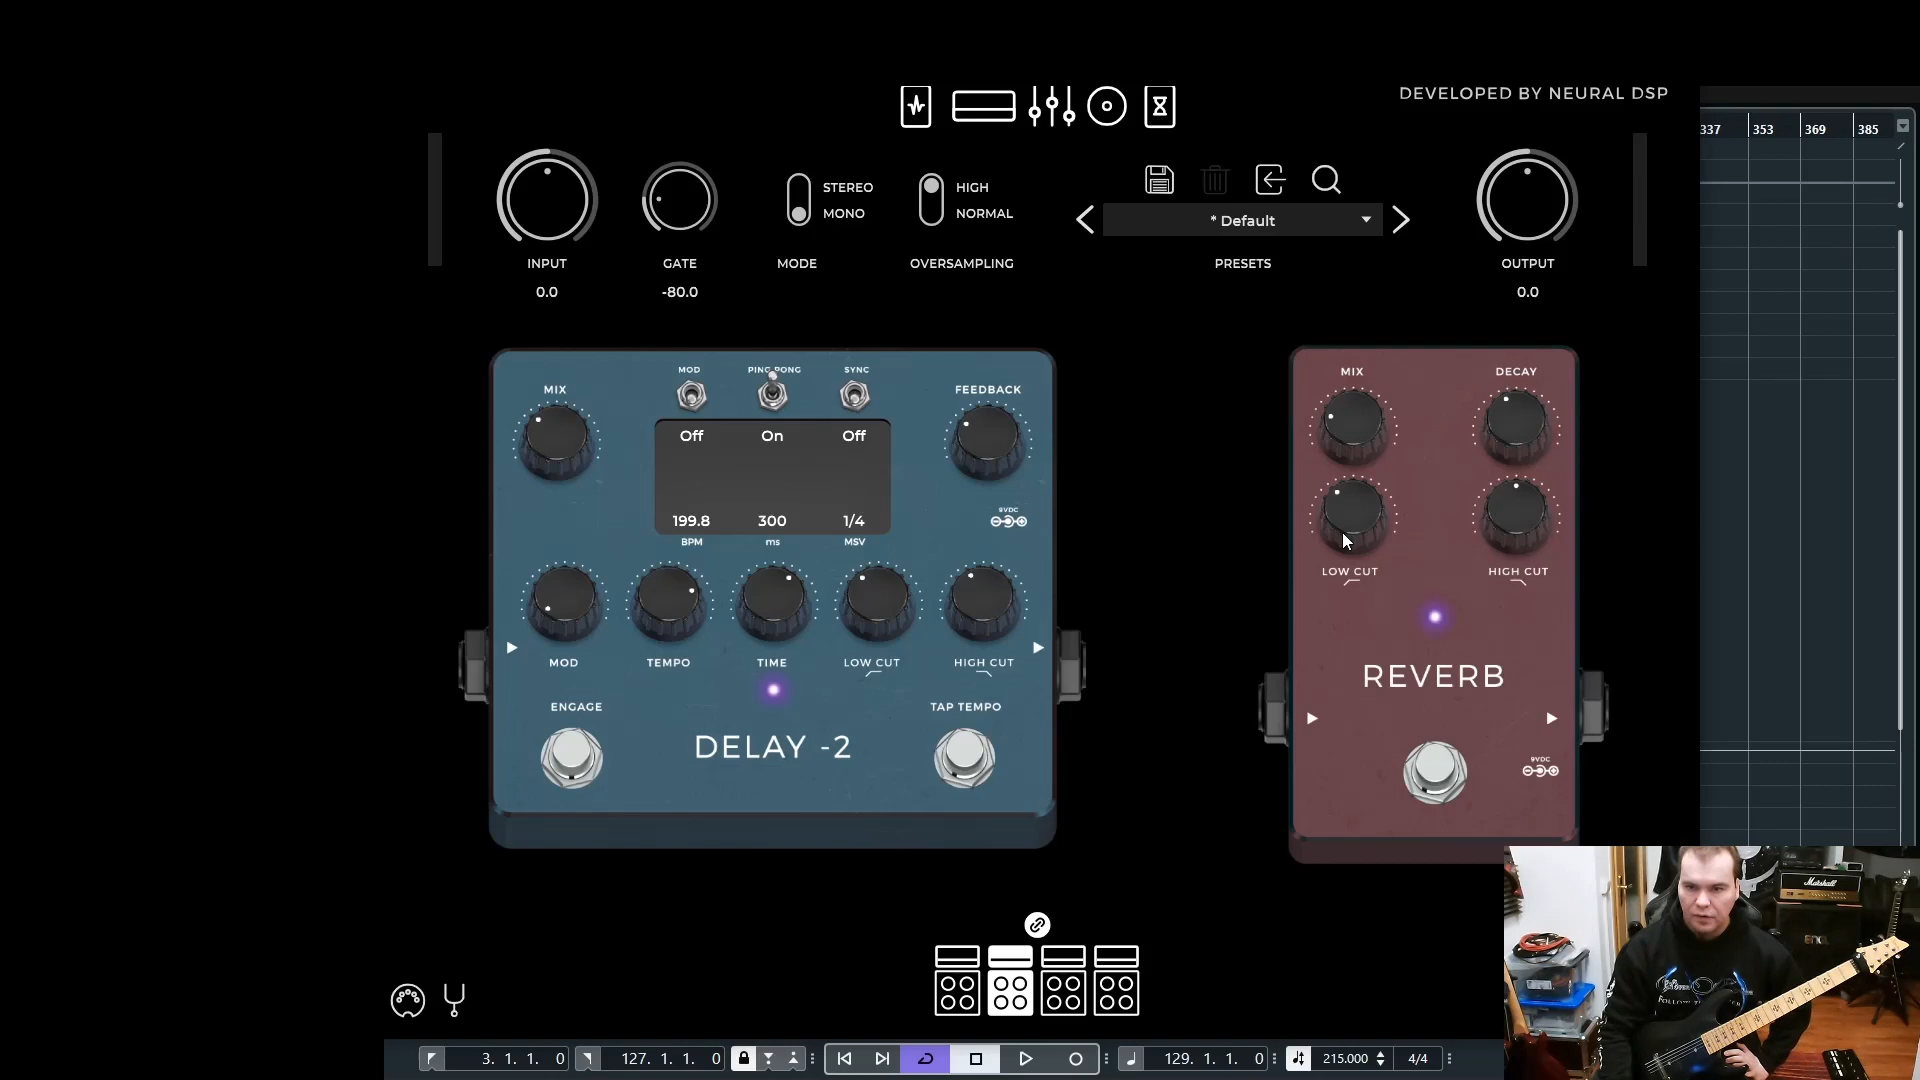 DEVELOPED BY NEURAL DSP
337 353 369 385
STEREO
MONO
HIGH
NORMAL
* Default
INPUT
GATE
MODE
OVERSAMPLING
PRESETS
OUTPUT
0.0
-80.0
0.0
MIX
MOD
PING PONG
SYNC
FEEDBACK
Off On Off
199.8 300 1/4
BPM ms MSV
9VDC
MOD TEMPO TIME LOW CUT HIGH CUT
ENGAGE
TAP TEMPO
DELAY -2
MIX
DECAY
LOW CUT
HIGH CUT
REVERB
9VDC
Marshall
ENGL
3. 1. 1. 0
127. 1. 1. 0
129. 1. 1. 0
215.000
4/4